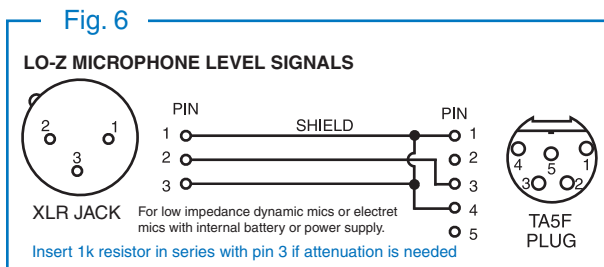 Fig. 6
LO-Z MICROPHONE LEVEL SIGNALS
PIN
PIN
2
1
3
XLR JACK
1
SHIELD
1
2
2
3
3
4
5
4
5
1
3
2
TA5F
PLUG
For low impedance dynamic mics or electret
mics with internal battery or power supply.
Insert 1k resistor in series with pin 3 if attenuation is needed